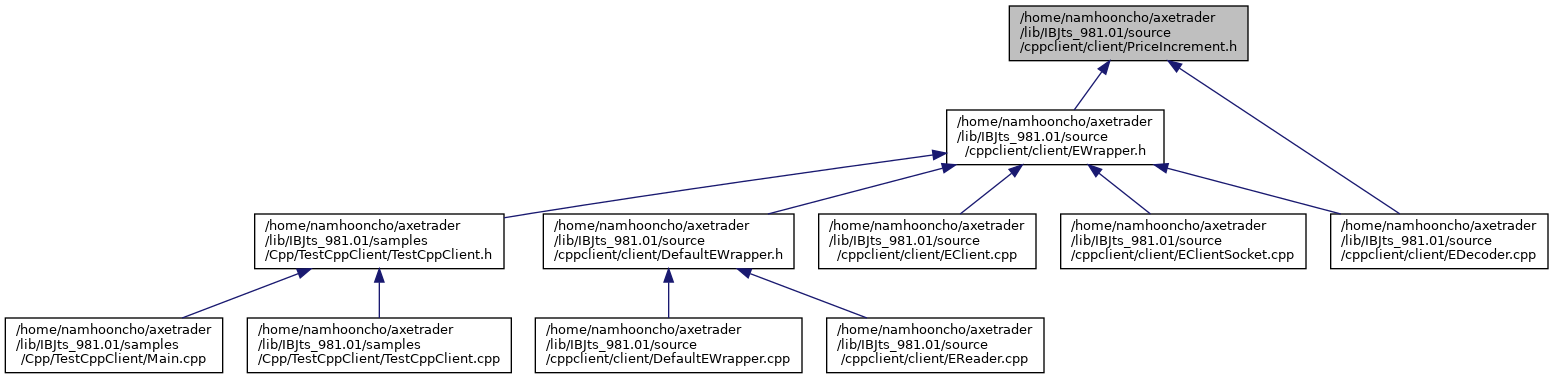 /home/namhooncho/axetrader
/lib/IBJts_981.01/source
/cppclient/client/PriceIncrement.h
/home/namhooncho/axetrader
/lib/IBJts_981.01/source
/cppclient/client/EWrapper.h
/home/namhooncho/axetrader
/lib/IBJts_981.01/samples
/Cpp/TestCppClient/TestCppClient.h
/home/namhooncho/axetrader
/lib/IBJts_981.01/source
/cppclient/client/DefaultEWrapper.h
/home/namhooncho/axetrader
/lib/IBJts_981.01/source
/cppclient/client/EClient.cpp
/home/namhooncho/axetrader
/lib/IBJts_981.01/source
/cppclient/client/EClientSocket.cpp
/home/namhooncho/axetrader
/lib/IBJts_981.01/source
/cppclient/client/EDecoder.cpp
/home/namhooncho/axetrader
/lib/IBJts_981.01/samples
/Cpp/TestCppClient/Main.cpp
/home/namhooncho/axetrader
/lib/IBJts_981.01/samples
/Cpp/TestCppClient/TestCppClient.cpp
/home/namhooncho/axetrader
/lib/IBJts_981.01/source
/cppclient/client/DefaultEWrapper.cpp
/home/namhooncho/axetrader
/lib/IBJts_981.01/source
/cppclient/client/EReader.cpp